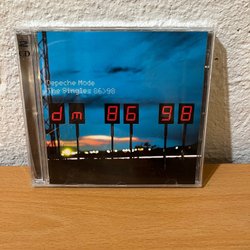 Depeche Mode
The Singles 86>98
dm 86 98